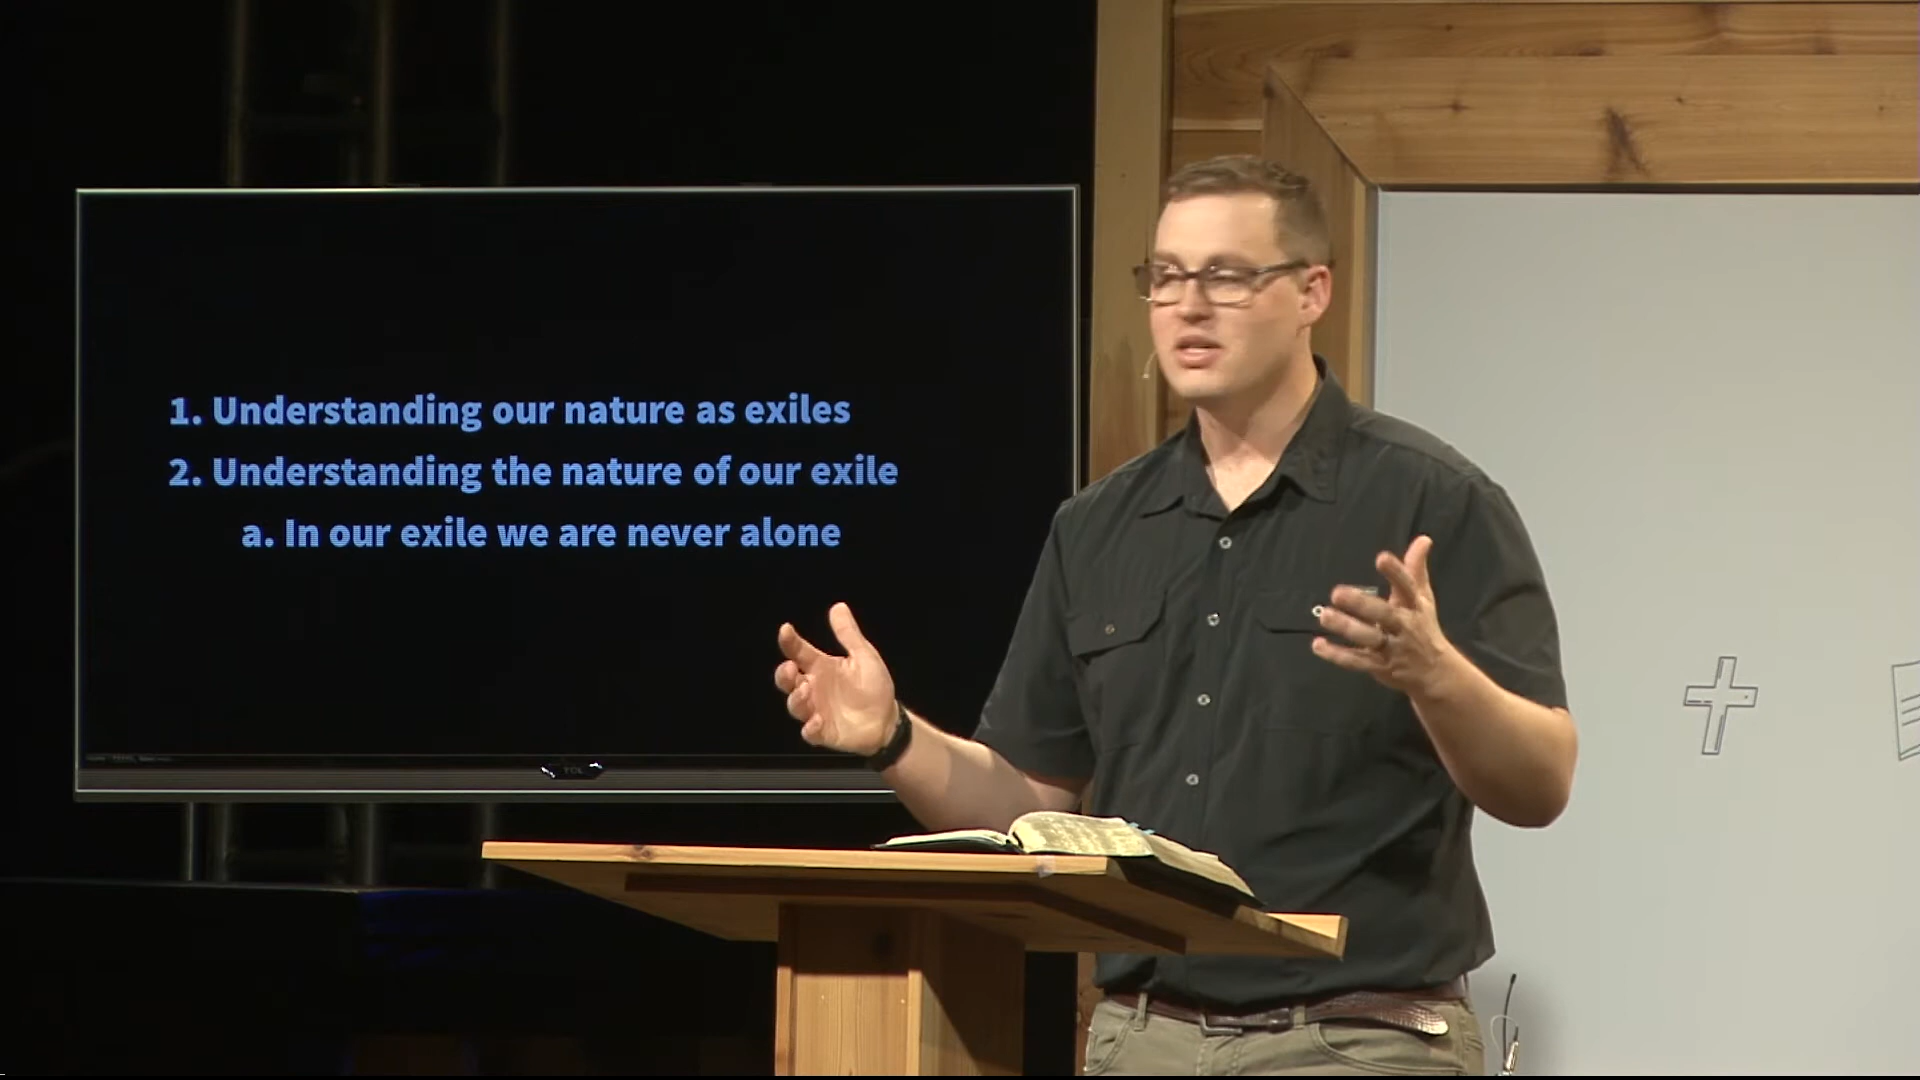 1. Understanding our nature as exiles
2. Understanding the nature of our exile
a. In our exile we are never alone
TCL